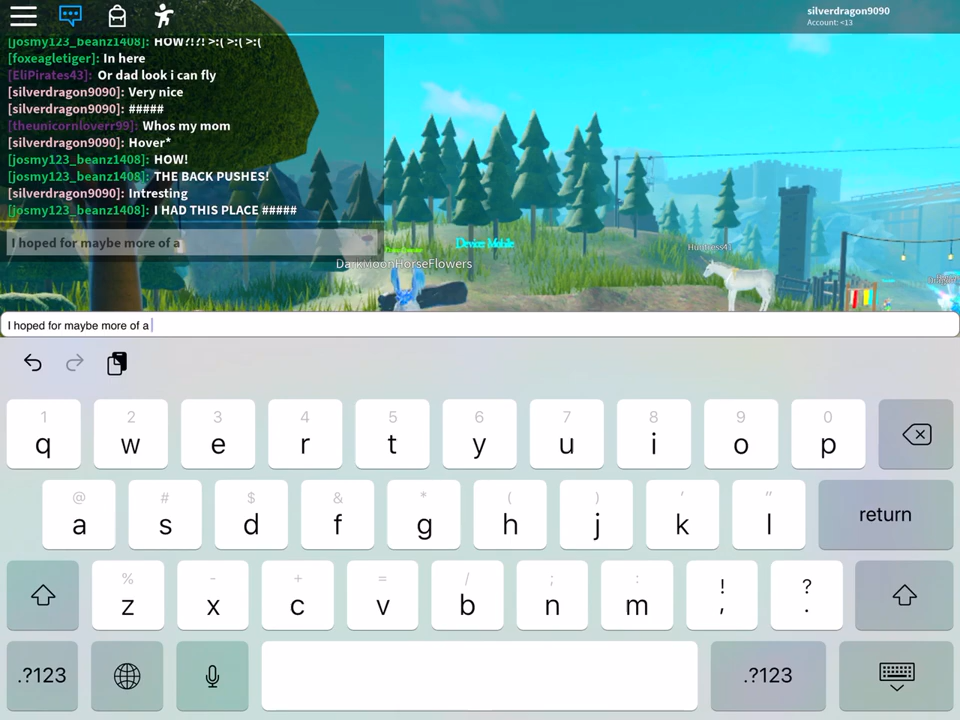 silverdragon9090
Account: <13
[josmy123_beanz1408]: HOW?!?! >:( >:( >:(
[foxeagletiger]: In here
[EliPirates43]: Or dad look i can fly
[silverdragon9090]: Very nice
[silverdragon9090]: #####
[theunicornloverr99]: Whos my mom
[silverdragon9090]: Hover*
[josmy123_beanz1408]: HOW!
[josmy123_beanz1408]: THE BACK PUSHES!
[silverdragon9090]: Intresting
[josmy123_beanz1408]: I HAD THIS PLACE #####
I hoped for maybe more of a
Device: Mobile
DarkMoonHorseFlowers
I hoped for maybe more of a
1 2 3 4 5 6 7 8 9 0
q w e r t y u i o p
@ # $ & * ( ) ' "
a s d f g h j k l return
% - + = / ; : ! ?
z x c v b n m , .
.?123 .?123